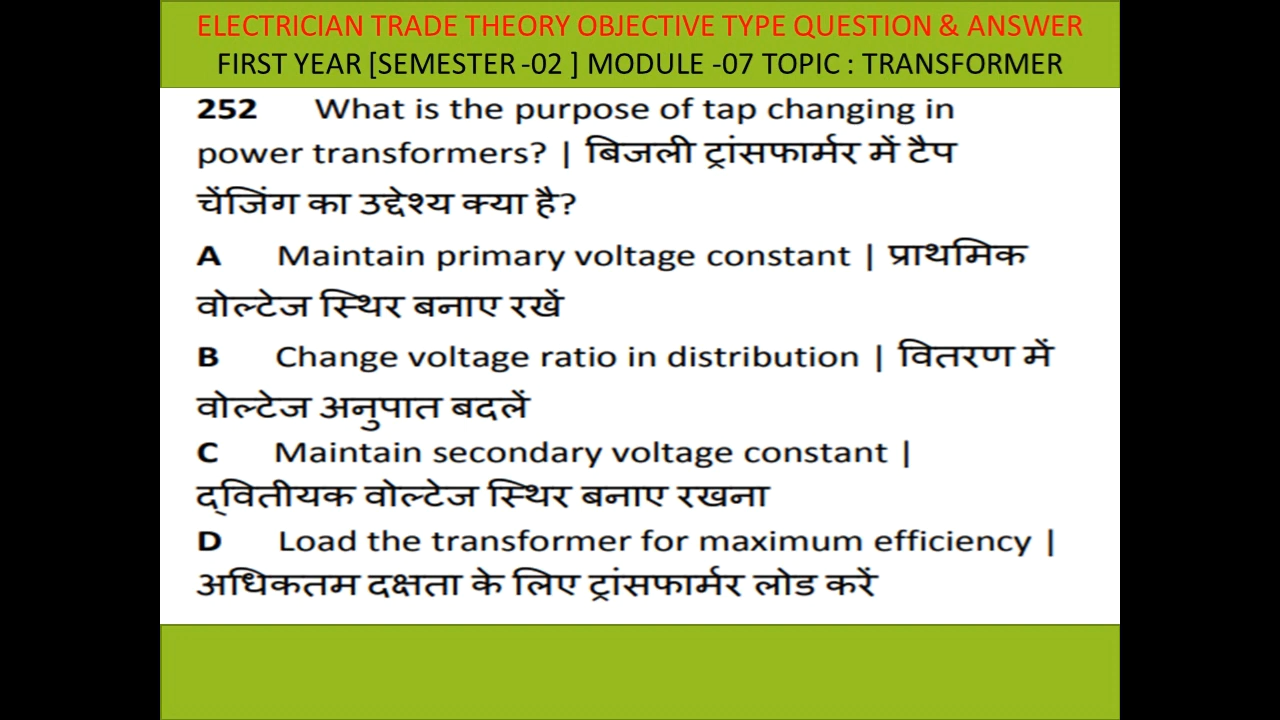 ELECTRICIAN TRADE THEORY OBJECTIVE TYPE QUESTION & ANSWER
FIRST YEAR [SEMESTER -02 ] MODULE -07 TOPIC : TRANSFORMER
252 What is the purpose of tap changing in
power transformers? | बिजली ट्रांसफार्मर में टैप
चेंजिंग का उद्देश्य क्या है?
A Maintain primary voltage constant | प्राथमिक
वोल्टेज स्थिर बनाए रखें
B Change voltage ratio in distribution | वितरण में
वोल्टेज अनुपात बदलें
C Maintain secondary voltage constant |
द्वितीयक वोल्टेज स्थिर बनाए रखना
D Load the transformer for maximum efficiency |
अधिकतम दक्षता के लिए ट्रांसफार्मर लोड करें